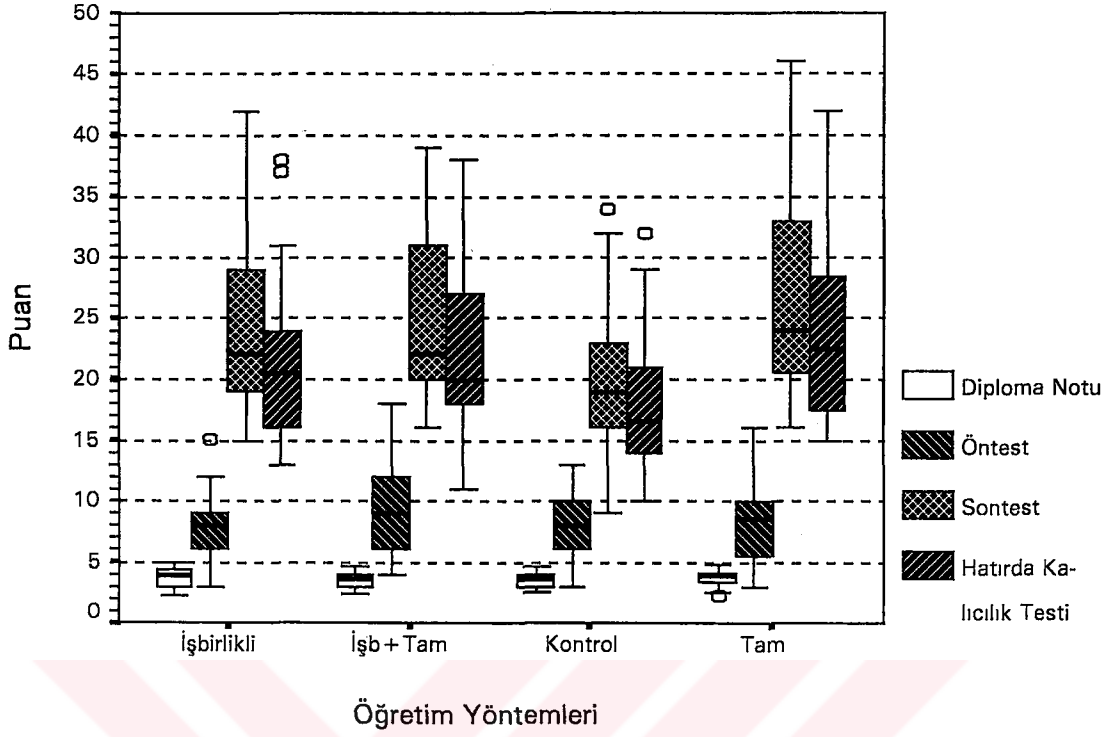 50
45
40
35
30
25
20
15
10
5
0
Puan
İşbirlikli
İşb+Tam
Kontrol
Tam
Öğretim Yöntemleri
Diploma Notu
Öntest
Sontest
Hatırda Ka-
lıcılık Testi